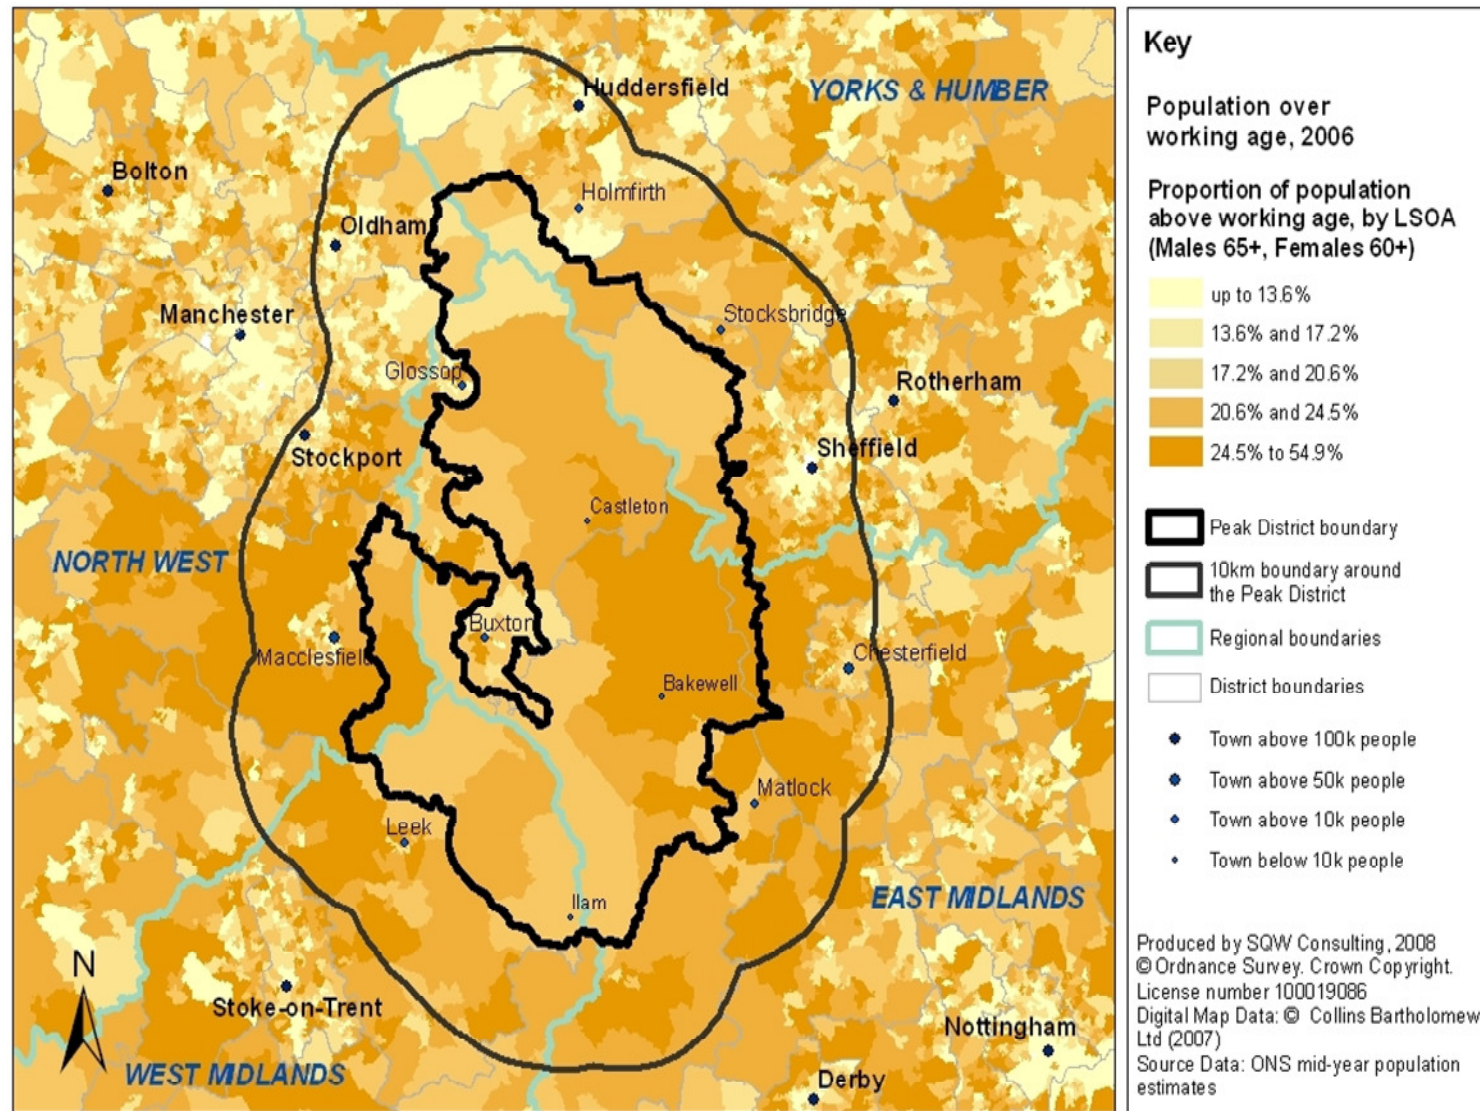 Huddersfield
YORKS & HUMBER
Bolton
Holmfirth
Oldham
Manchester
Stocksbridge
Glossop
Rotherham
Stockport
Sheffield
Castleton
NORTH WEST
Buxton
Macclesfield
Chesterfield
Bakewell
Matlock
Leek
Ilam
EAST MIDLANDS
N
Stoke-on-Trent
Nottingham
WEST MIDLANDS
Derby
Key
Population over
working age, 2006
Proportion of population
above working age, by LSOA
(Males 65+, Females 60+)
up to 13.6%
13.6% and 17.2%
17.2% and 20.6%
20.6% and 24.5%
24.5% to 54.9%
Peak District boundary
10km boundary around
the Peak District
Regional boundaries
District boundaries
Town above 100k people
Town above 50k people
Town above 10k people
Town below 10k people
Produced by SQW Consulting, 2008
© Ordnance Survey. Crown Copyright.
License number 100019086
Digital Map Data: © Collins Bartholomew
Ltd (2007)
Source Data: ONS mid-year population
estimates